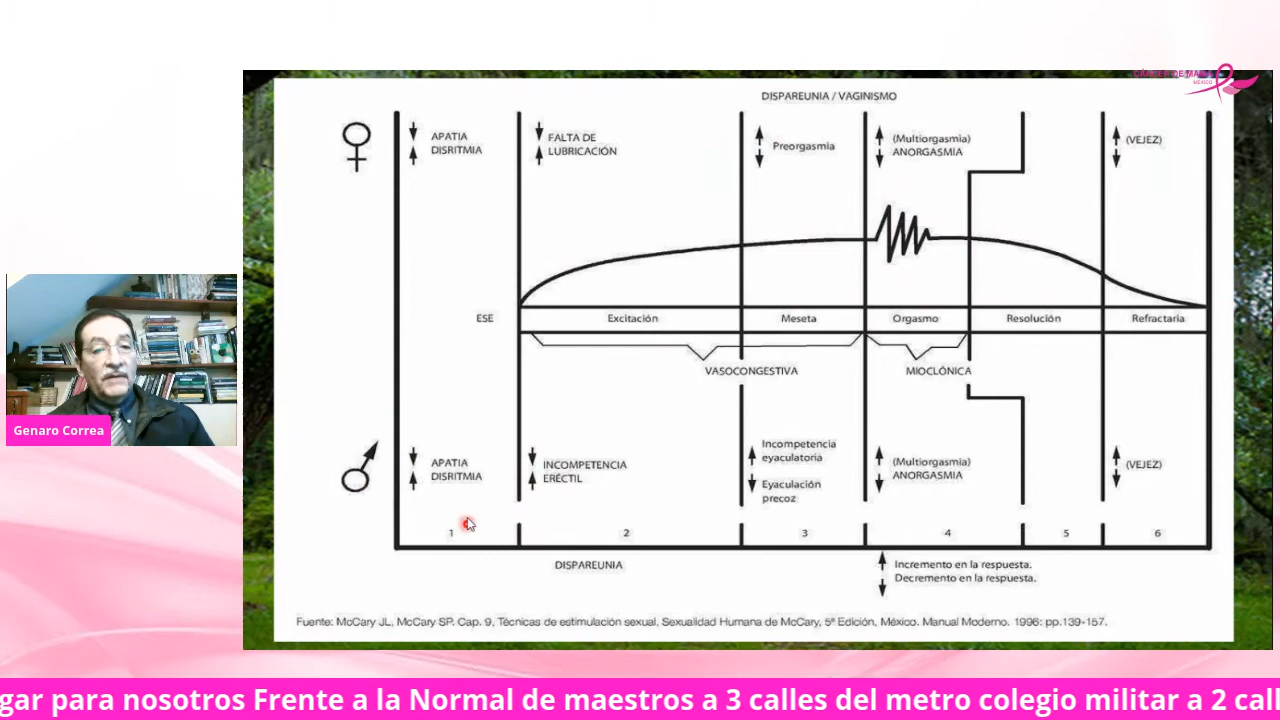 CÁNCER DE MAMA
MÉXICO
DISPAREUNIA / VAGINISMO
APATIA
DISRITMIA
FALTA DE
LUBRICACIÓN
Preorgasmia
(Multiorgasmia)
ANORGASMIA
(VEJEZ)
ESE
Excitación
Meseta
Orgasmo
Resolución
Refractaria
VASOCONGESTIVA
MIOCLÓNICA
APATIA
DISRITMIA
INCOMPETENCIA
ERÉCTIL
Incompetencia
eyaculatoria
Eyaculación
precoz
(Multiorgasmia)
ANORGASMIA
(VEJEZ)
1
2
3
4
5
6
DISPAREUNIA
Incremento en la respuesta.
Decremento en la respuesta.
Fuente: McCary JL, McCary SP. Cap. 9, Técnicas de estimulación sexual, Sexualidad Humana de McCary, 5ª Edición, México. Manual Moderno. 1996: pp.139-157.
Genaro Correa
gar para nosotros Frente a la Normal de maestros a 3 calles del metro colegio militar a 2 call